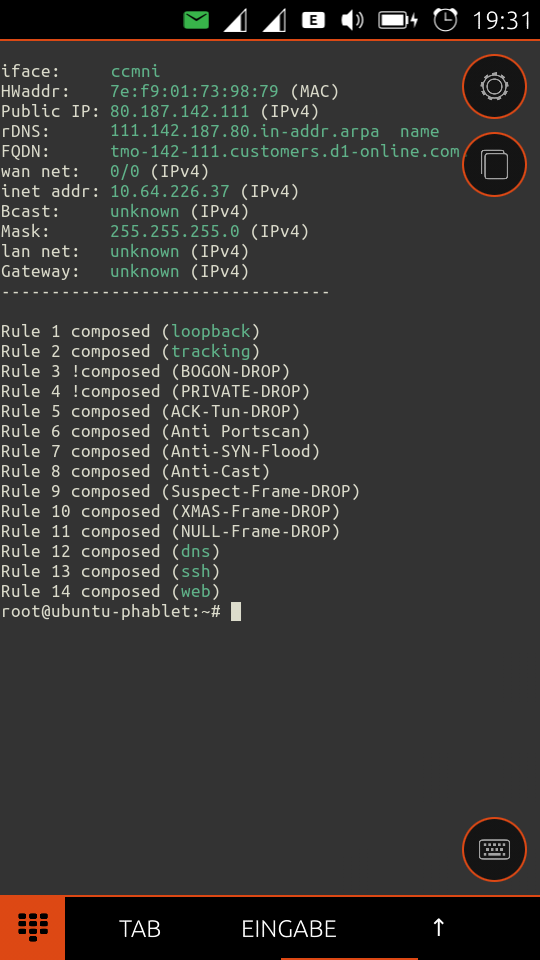 E 19:31
iface: ccmni
HWaddr: 7e:f9:01:73:98:79 (MAC)
Public IP: 80.187.142.111 (IPv4)
rDNS: 111.142.187.80.in-addr.arpa name
FQDN: tmo-142-111.customers.d1-online.com
wan net: 0/0 (IPv4)
inet addr: 10.64.226.37 (IPv4)
Bcast: unknown (IPv4)
Mask: 255.255.255.0 (IPv4)
lan net: unknown (IPv4)
Gateway: unknown (IPv4)
---------------------------------
Rule 1 composed (loopback)
Rule 2 composed (tracking)
Rule 3 !composed (BOGON-DROP)
Rule 4 !composed (PRIVATE-DROP)
Rule 5 composed (ACK-Tun-DROP)
Rule 6 composed (Anti Portscan)
Rule 7 composed (Anti-SYN-Flood)
Rule 8 composed (Anti-Cast)
Rule 9 composed (Suspect-Frame-DROP)
Rule 10 composed (XMAS-Frame-DROP)
Rule 11 composed (NULL-Frame-DROP)
Rule 12 composed (dns)
Rule 13 composed (ssh)
Rule 14 composed (web)
root@ubuntu-phablet:~#
TAB EINGABE ↑